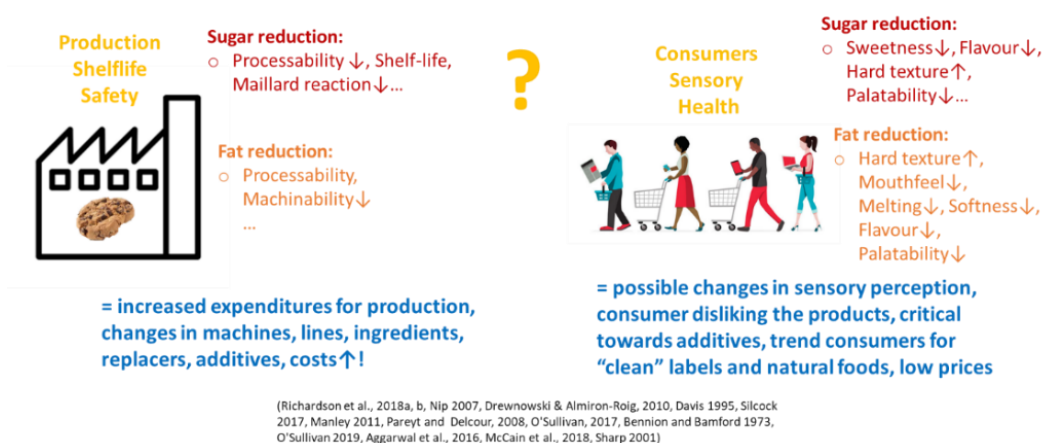 Production
Shelflife
Safety
Sugar reduction:
○ Processability ↓, Shelf-life,
Maillard reaction↓...
Fat reduction:
○ Processability,
Machinability↓
...
= increased expenditures for production,
changes in machines, lines, ingredients,
replacers, additives, costs↑!
?
Consumers
Sensory
Health
Sugar reduction:
○ Sweetness↓, Flavour↓,
Hard texture↑,
Palatability↓...
Fat reduction:
○ Hard texture↑,
Mouthfeel↓,
Melting↓, Softness↓,
Flavour↓,
Palatability↓
= possible changes in sensory perception,
consumer disliking the products, critical
towards additives, trend consumers for
“clean” labels and natural foods, low prices
(Richardson et al., 2018a, b, Nip 2007, Drewnowski & Almiron-Roig, 2010, Davis 1995, Silcock
2017, Manley 2011, Pareyt and Delcour, 2008, O'Sullivan, 2017, Bennion and Bamford 1973,
O'Sullivan 2019, Aggarwal et al., 2016, McCain et al., 2018, Sharp 2001)